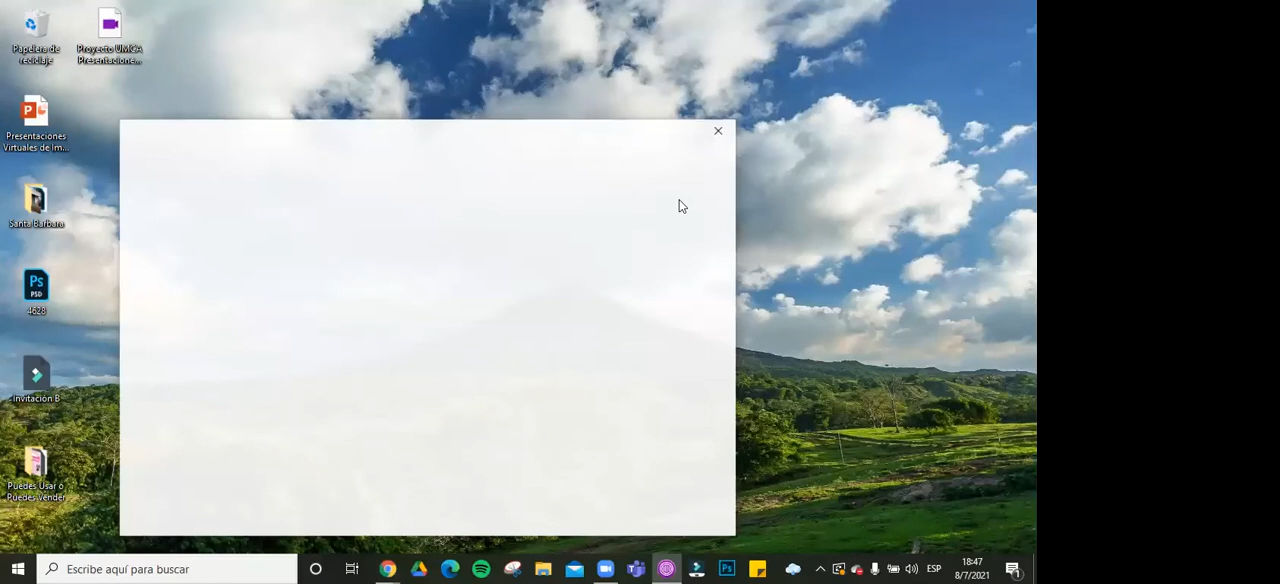 Papelera de
reciclaje
Proyecto UMCA
Presentacione...
Presentaciones
Virtuales de Im...
Santa Barbara
4628
Invitación B
Puedes Usar o
Puedes Vender
Escribe aquí para buscar
ESP
18:47
8/7/2021